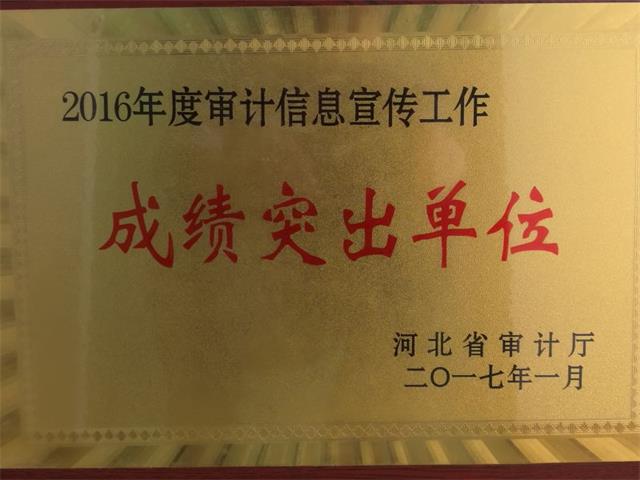 2016年度审计信息宣传工作
成绩突出单位
河北省审计厅
二〇一七年一月